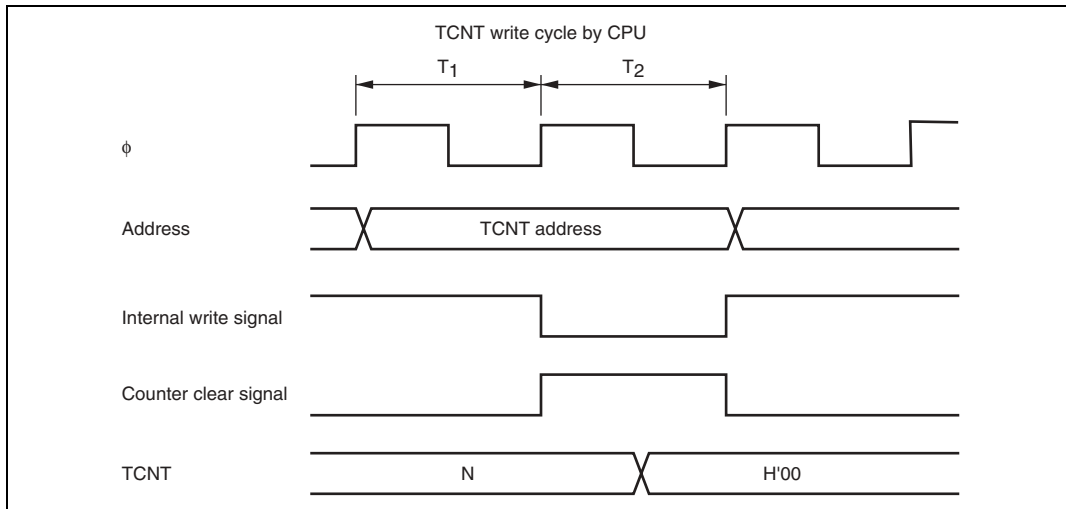 TCNT write cycle by CPU
T1 T2
φ
Address TCNT address
Internal write signal
Counter clear signal
TCNT N H'00